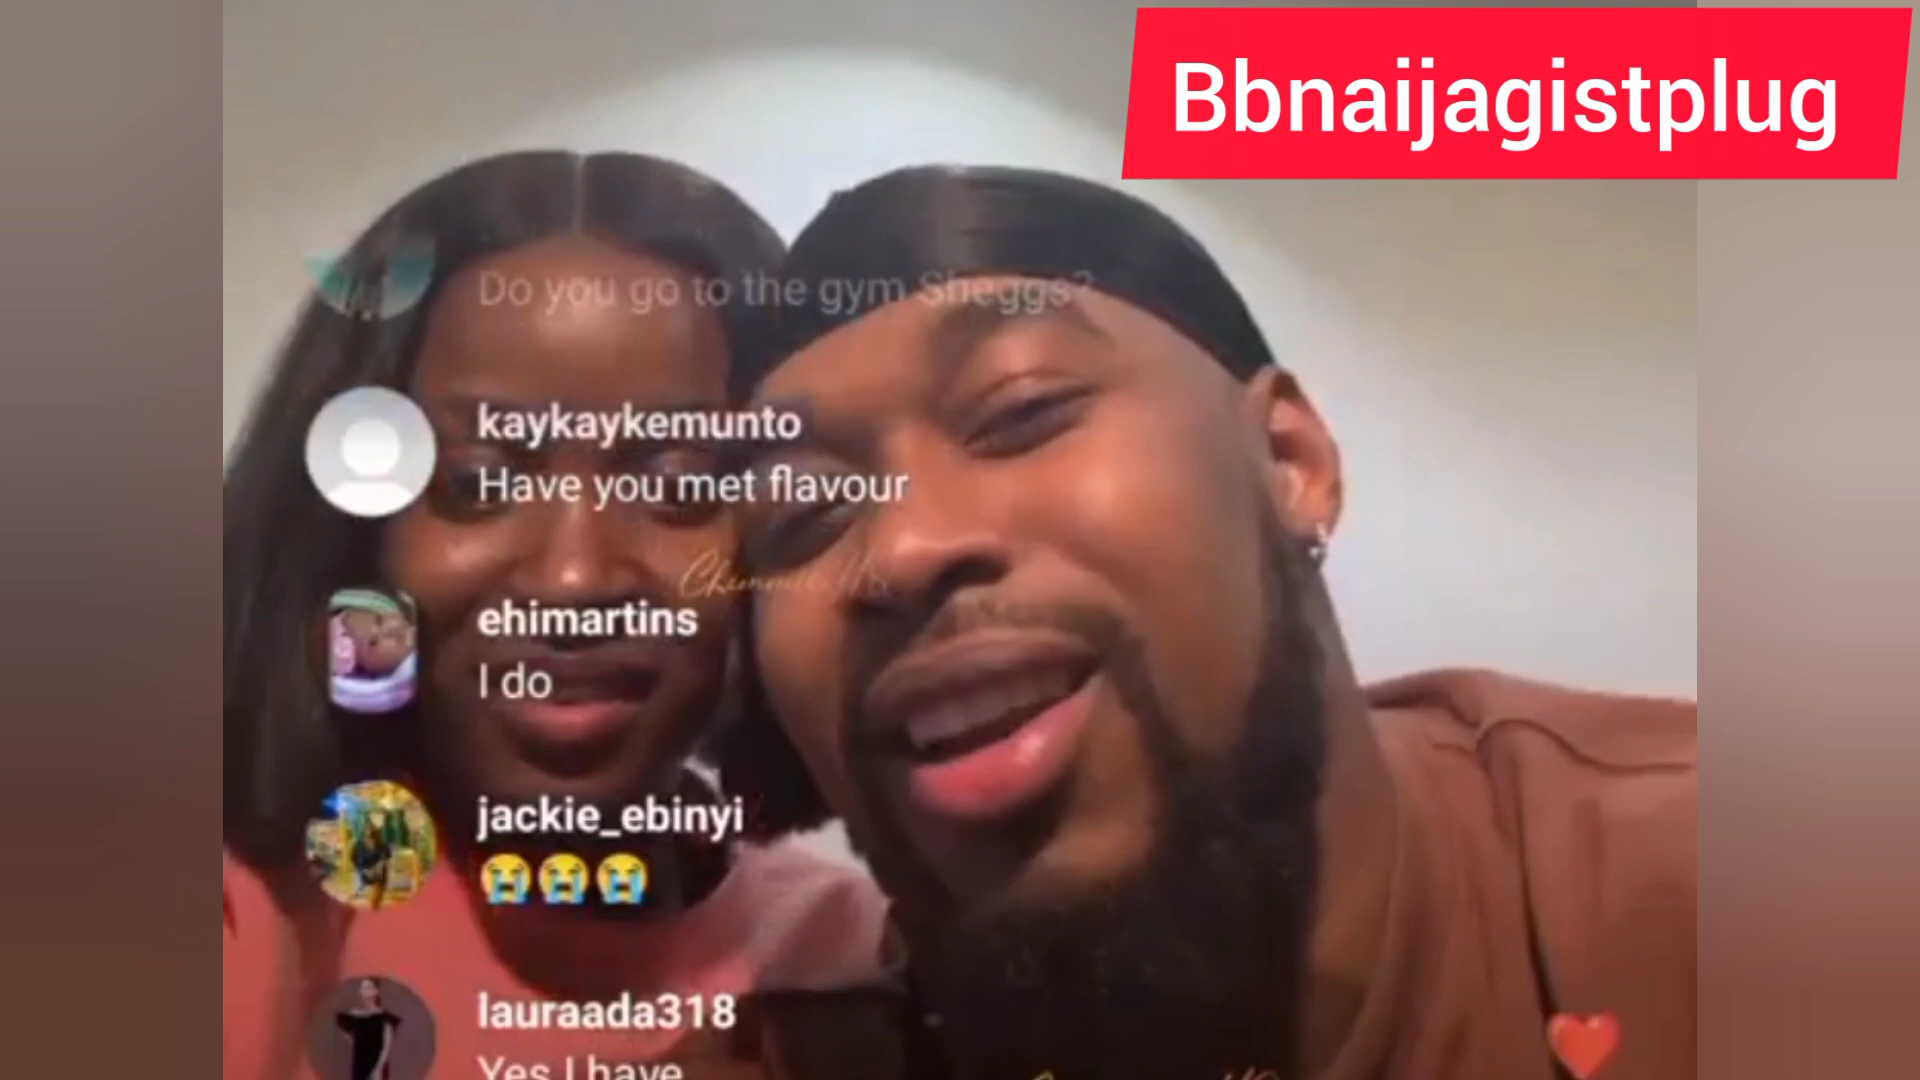 Bbnaijagistplug
Do you go to the gym Sheggs?
kaykaykemunto
Have you met flavour
ehimartins
I do
jackie_ebinyi
😭😭😭
lauraada318
Yes I have